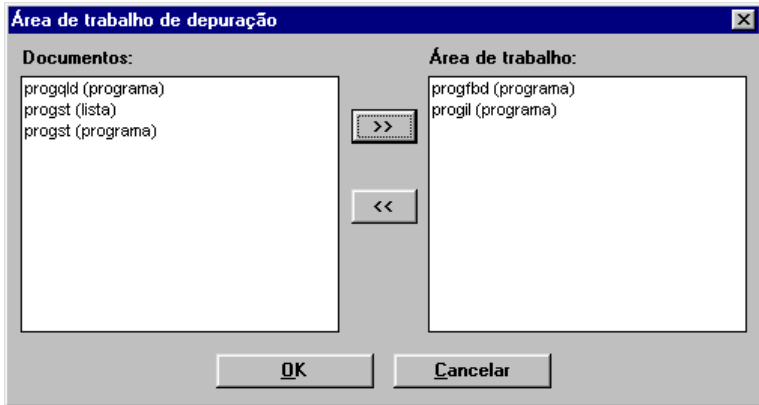 Área de trabalho de depuração
Documentos:
progqld (programa)
progst (lista)
progst (programa)
>>
<<
Área de trabalho:
progfbd (programa)
progil (programa)
OK
Cancelar